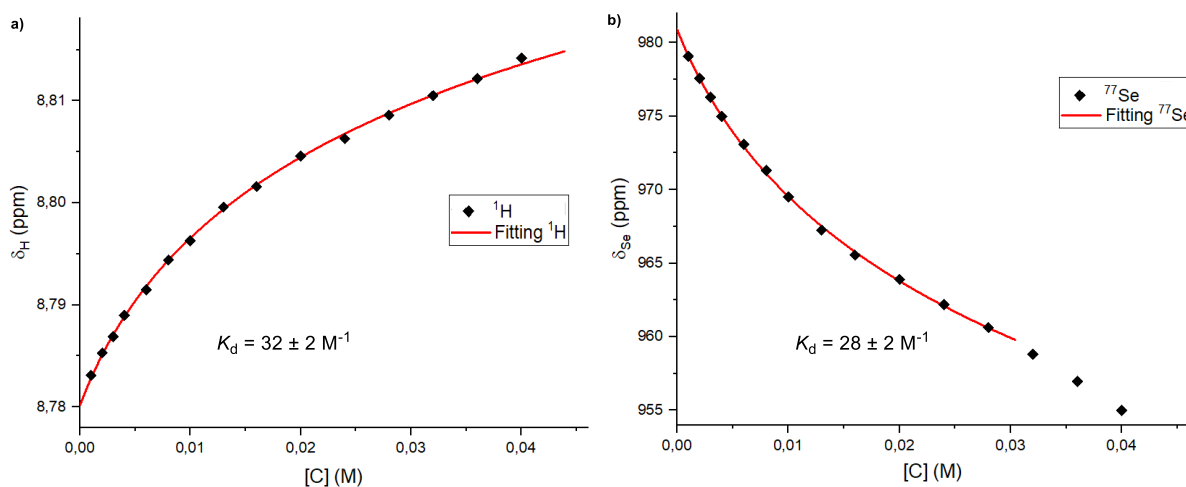 a)
8,81
8,80
8,79
8,78
δH (ppm)
¹H
Fitting ¹H
Kd = 32 ± 2 M⁻¹
0,00 0,01 0,02 0,03 0,04
[C] (M)
b)
980
975
970
965
960
955
δSe (ppm)
⁷⁷Se
Fitting ⁷⁷Se
Kd = 28 ± 2 M⁻¹
0,00 0,01 0,02 0,03 0,04
[C] (M)